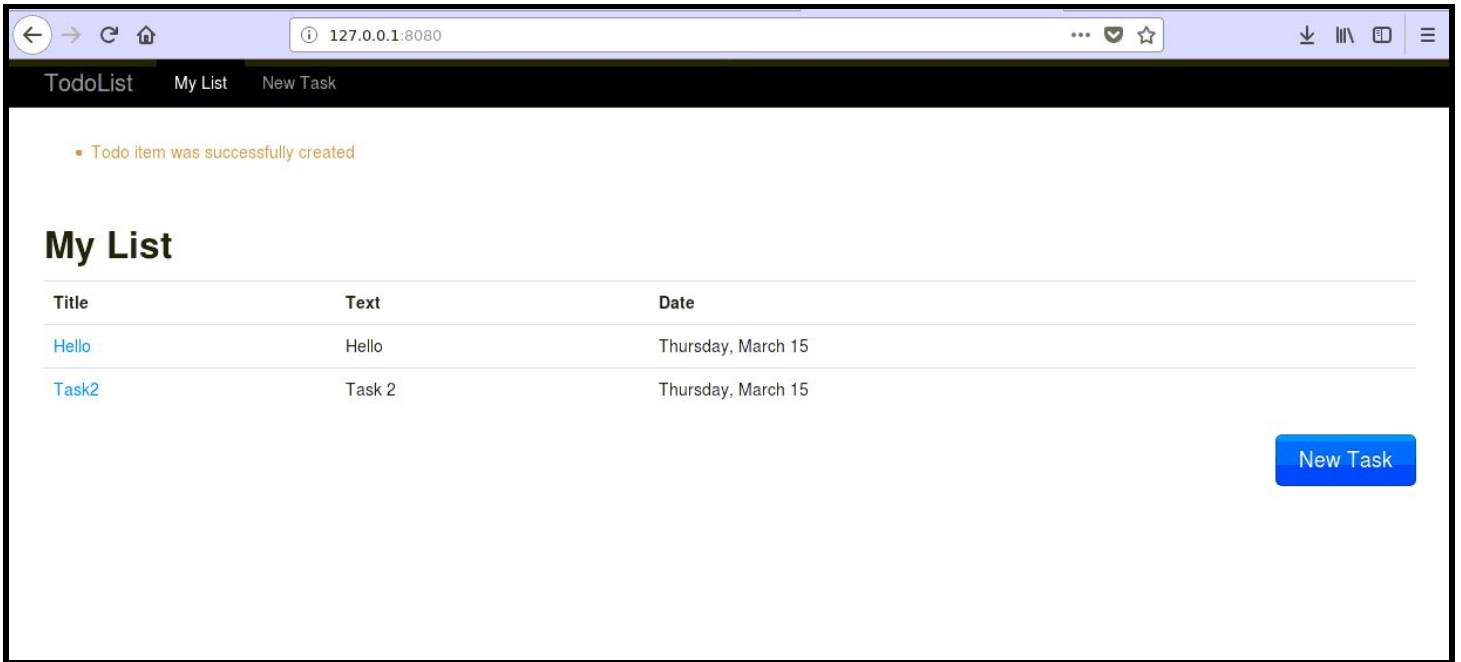 127.0.0.1:8080
TodoList My List New Task
Todo item was successfully created
My List
Title Text Date
Hello Hello Thursday, March 15
Task2 Task 2 Thursday, March 15
New Task